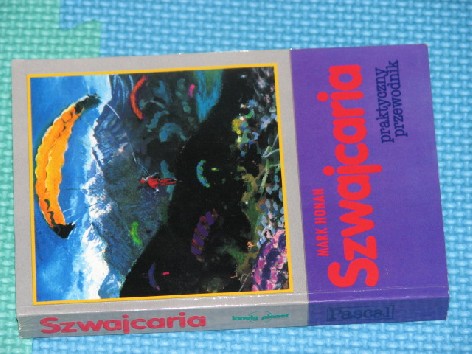 MARK HONAN
Szwajcaria
praktyczny
przewodnik
Pascal
Szwajcaria